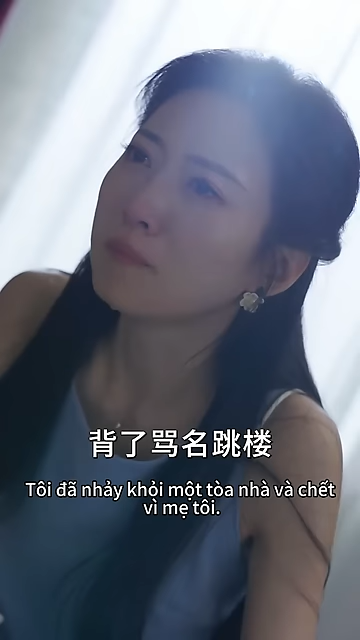 背了骂名跳楼
Tôi đã nhảy khỏi một tòa nhà và chết
vì mẹ tôi.